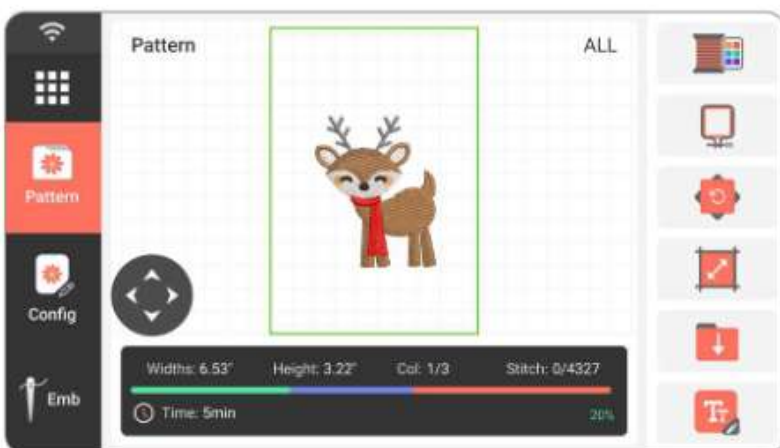 Pattern
ALL
Pattern
Config
Emb
Widths: 6.53" Height: 3.22" Col: 1/3 Stitch: 0/4327
Time: 5min 20%
TT